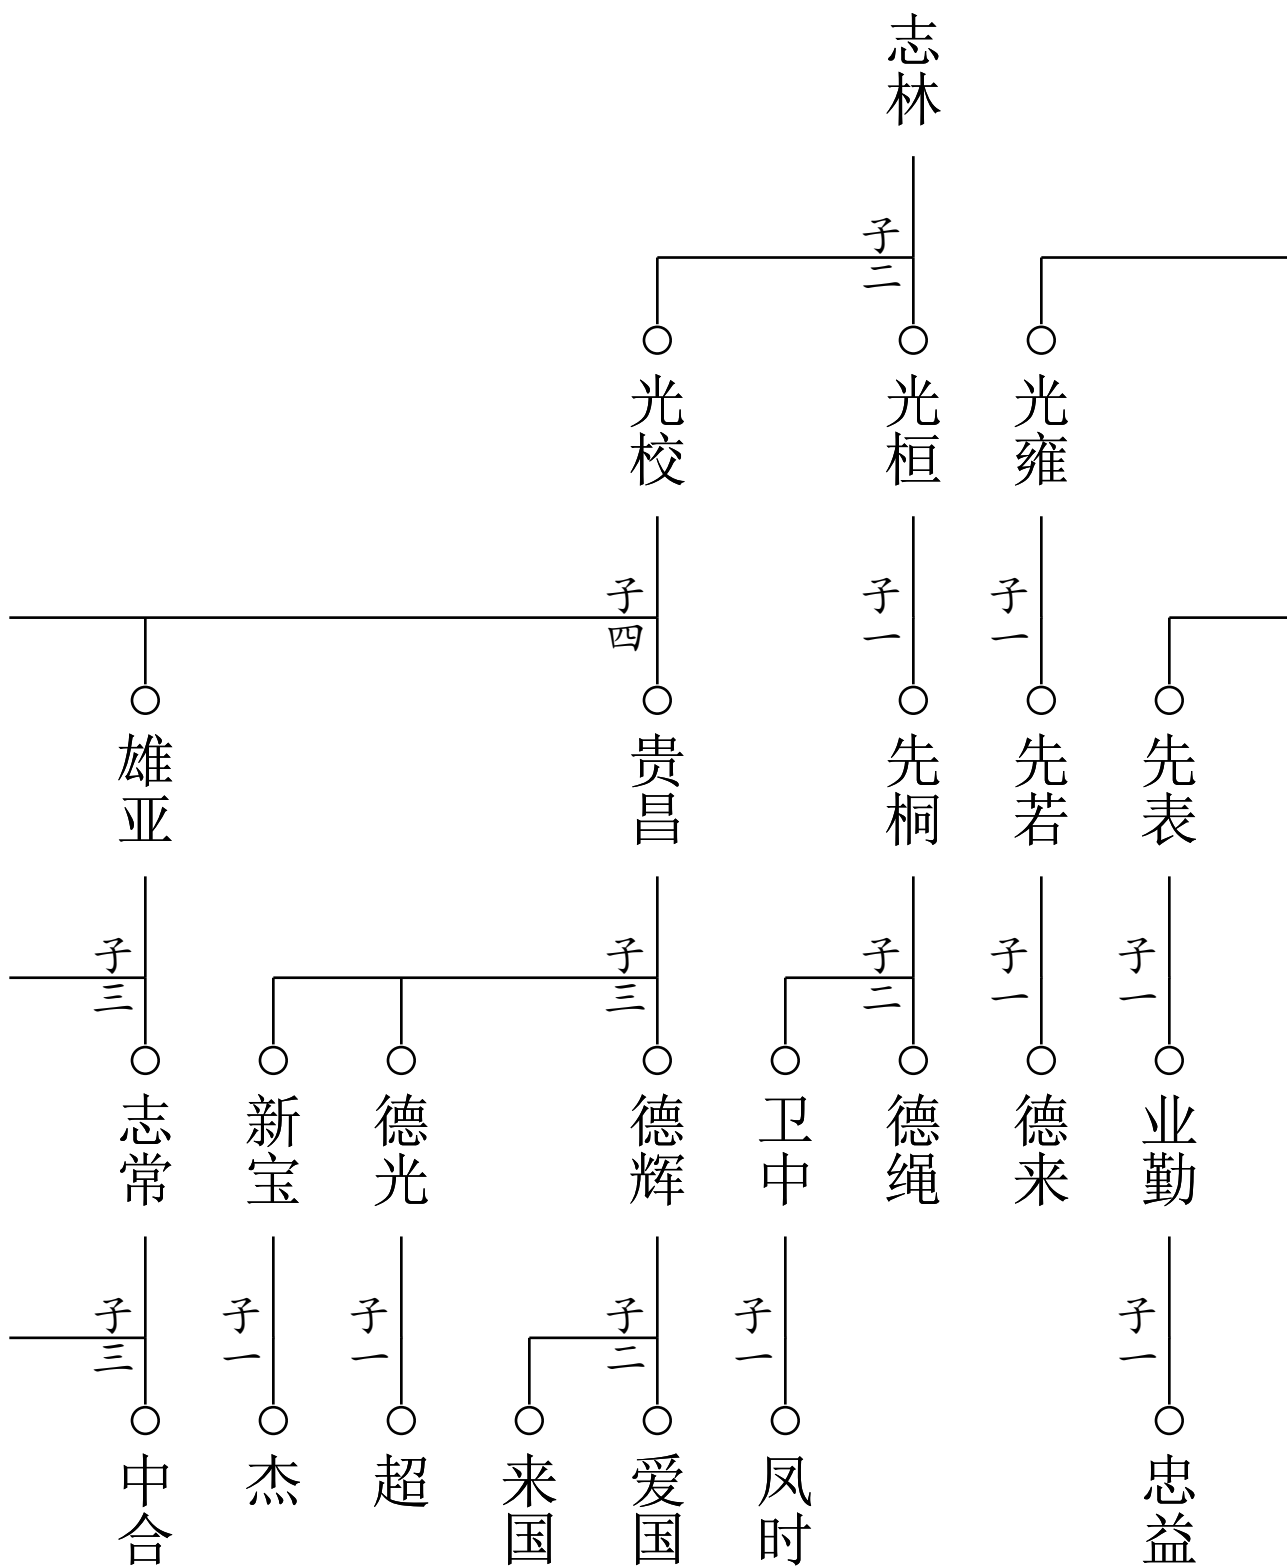 志林
子二
光雍
光桓
光校
子一
子一
子四
先表
先若
先桐
贵昌
雄亚
子一
子一
子二
子三
子三
业勤
德来
德绳
卫中
德辉
德光
新宝
志常
子一
子一
子二
子一
子一
子三
忠益
凤时
爱国
来国
超
杰
中合